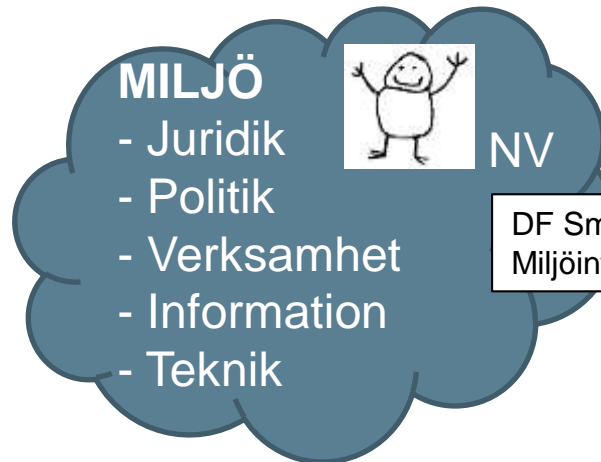 MILJÖ
- Juridik
NV
- Politik
DF
- Verksamhet
- Information
- Teknik